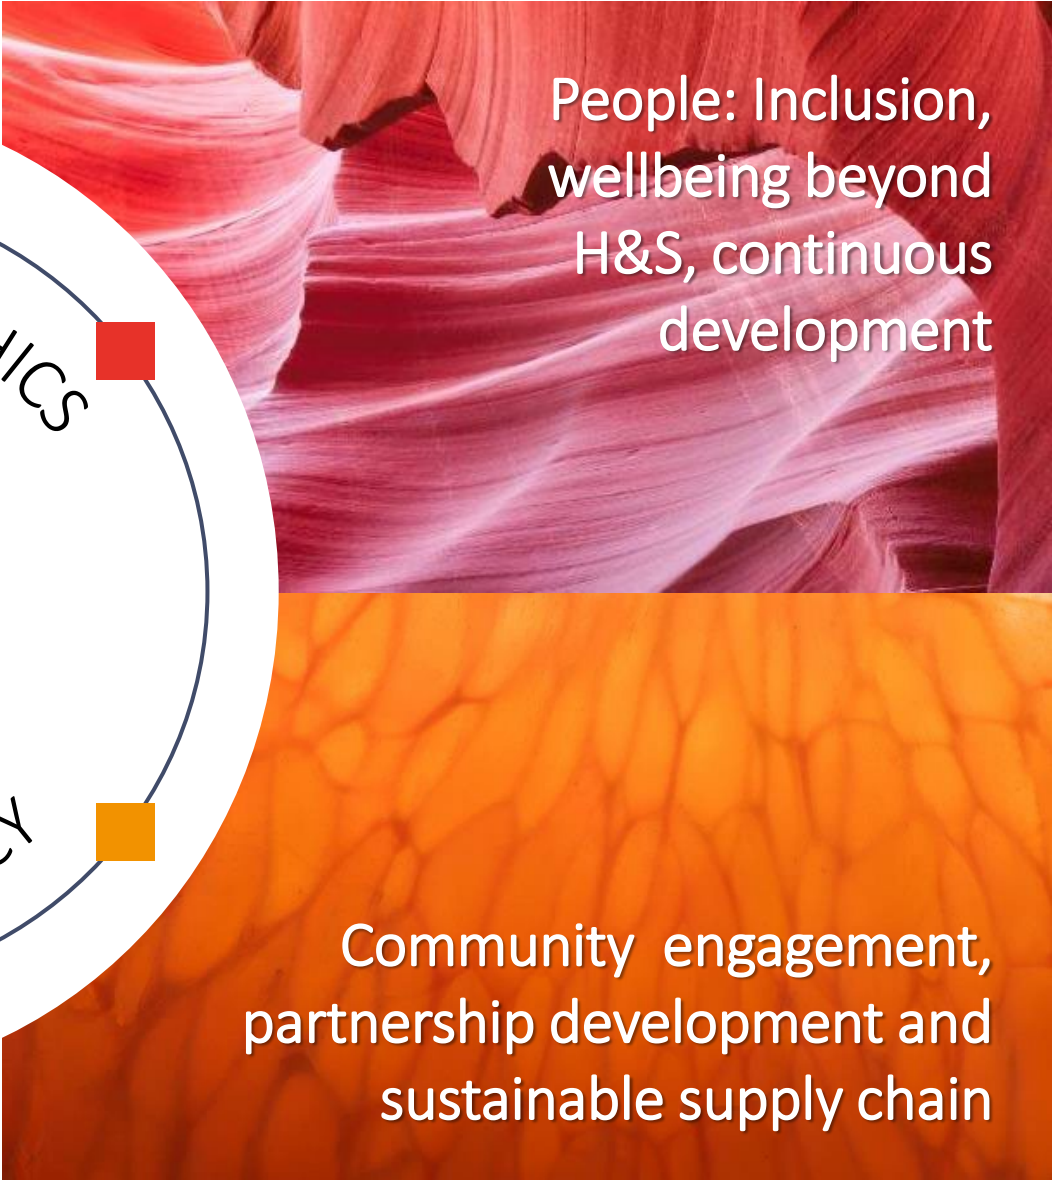 People: Inclusion,
wellbeing beyond
H&S, continuous
development
Community  engagement,
partnership development and
sustainable supply chain